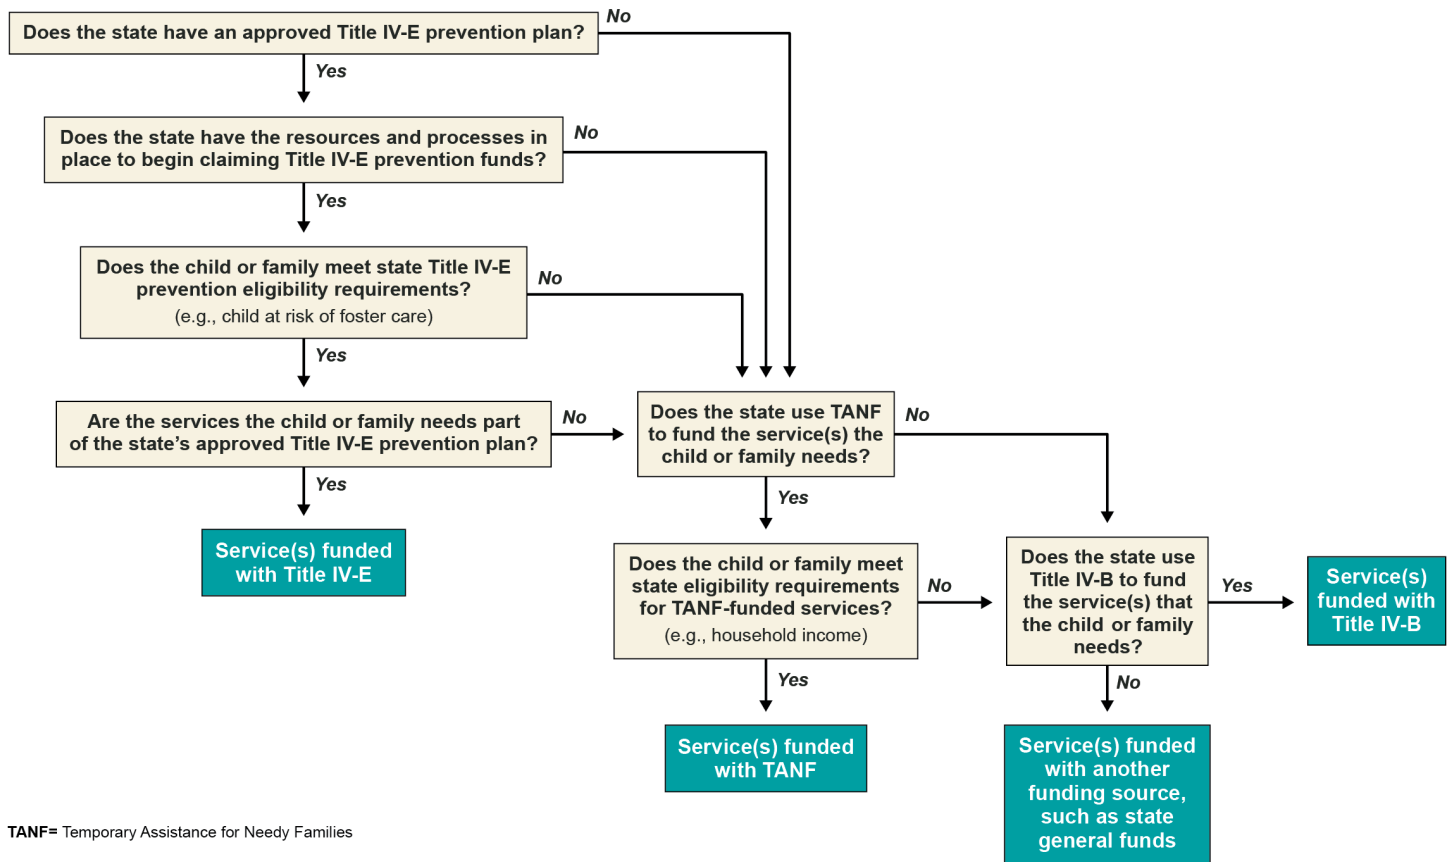 Does the state have an approved Title IV-E prevention plan?
No
Yes
Does the state have the resources and processes in
place to begin claiming Title IV-E prevention funds?
No
Yes
Does the child or family meet state Title IV-E
prevention eligibility requirements?
(e.g., child at risk of foster care)
No
Yes
Are the services the child or family needs part
of the state’s approved Title IV-E prevention plan?
No
Yes
Service(s) funded
with Title IV-E
Does the state use TANF
to fund the service(s) the
child or family needs?
No
Yes
Does the child or family meet
state eligibility requirements
for TANF-funded services?
(e.g., household income)
No
Yes
Service(s) funded
with TANF
Does the state use
Title IV-B to fund
the service(s) that
the child or family
needs?
Yes
No
Service(s)
funded with
Title IV-B
Service(s) funded
with another
funding source,
such as state
general funds
TANF= Temporary Assistance for Needy Families